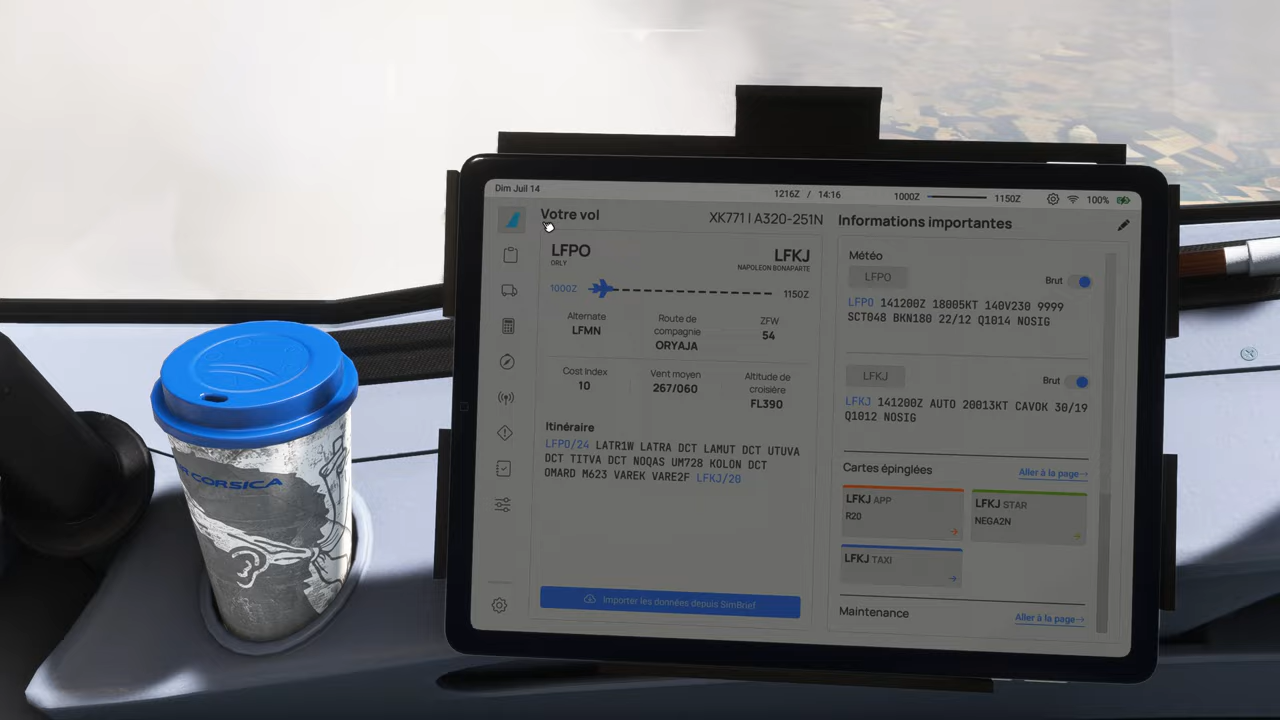 Dim Juil 14
1216Z / 14:16
1000Z
1150Z
100%
Votre vol
XK771 | A320-251N
LFPO
ORLY
LFKJ
NAPOLEON BONAPARTE
1000Z
1150Z
Alternate
LFMN
Route de
compagnie
ORYAJA
ZFW
54
Cost Index
10
Vent moyen
267/060
Altitude de
croisière
FL390
Itinéraire
LFPO/24 LATR1W LATRA DCT LAMUT DCT UTUVA
DCT TITVA DCT NOQAS UM728 KOLON DCT
OMARD M623 VAREK VARE2F LFKJ/20
Importer les données depuis SimBrief
Informations importantes
Météo
LFPO
Brut
LFPO 141200Z 18005KT 140V230 9999
SCT048 BKN180 22/12 Q1014 NOSIG
LFKJ
Brut
LFKJ 141200Z AUTO 20013KT CAVOK 30/19
Q1012 NOSIG
Cartes épinglées
Aller à la page
LFKJ APP
R20
LFKJ STAR
NEGA2N
LFKJ TAXI
Maintenance
Aller à la page
CORSICA